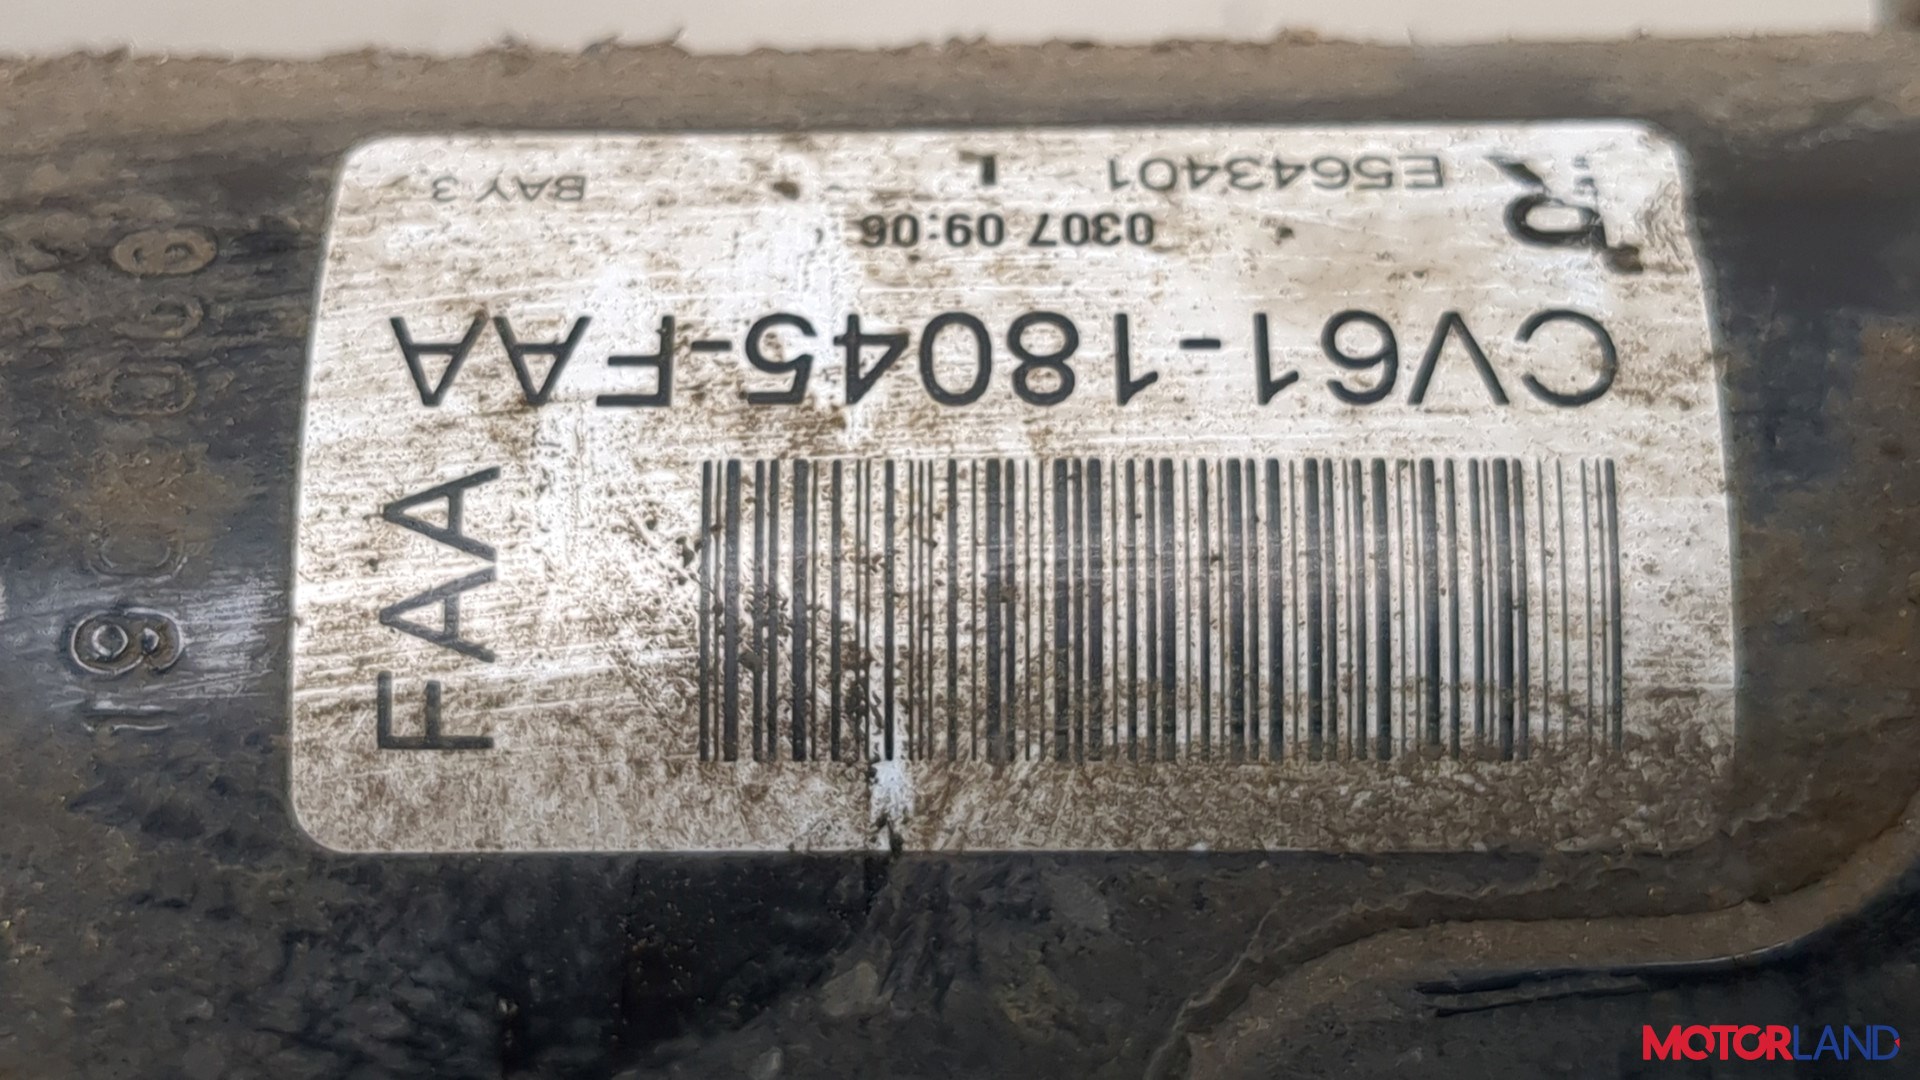 FAA
CV61-18045-FAA
0307 09:06
E5643401 L BAY 3
MOTORLAND